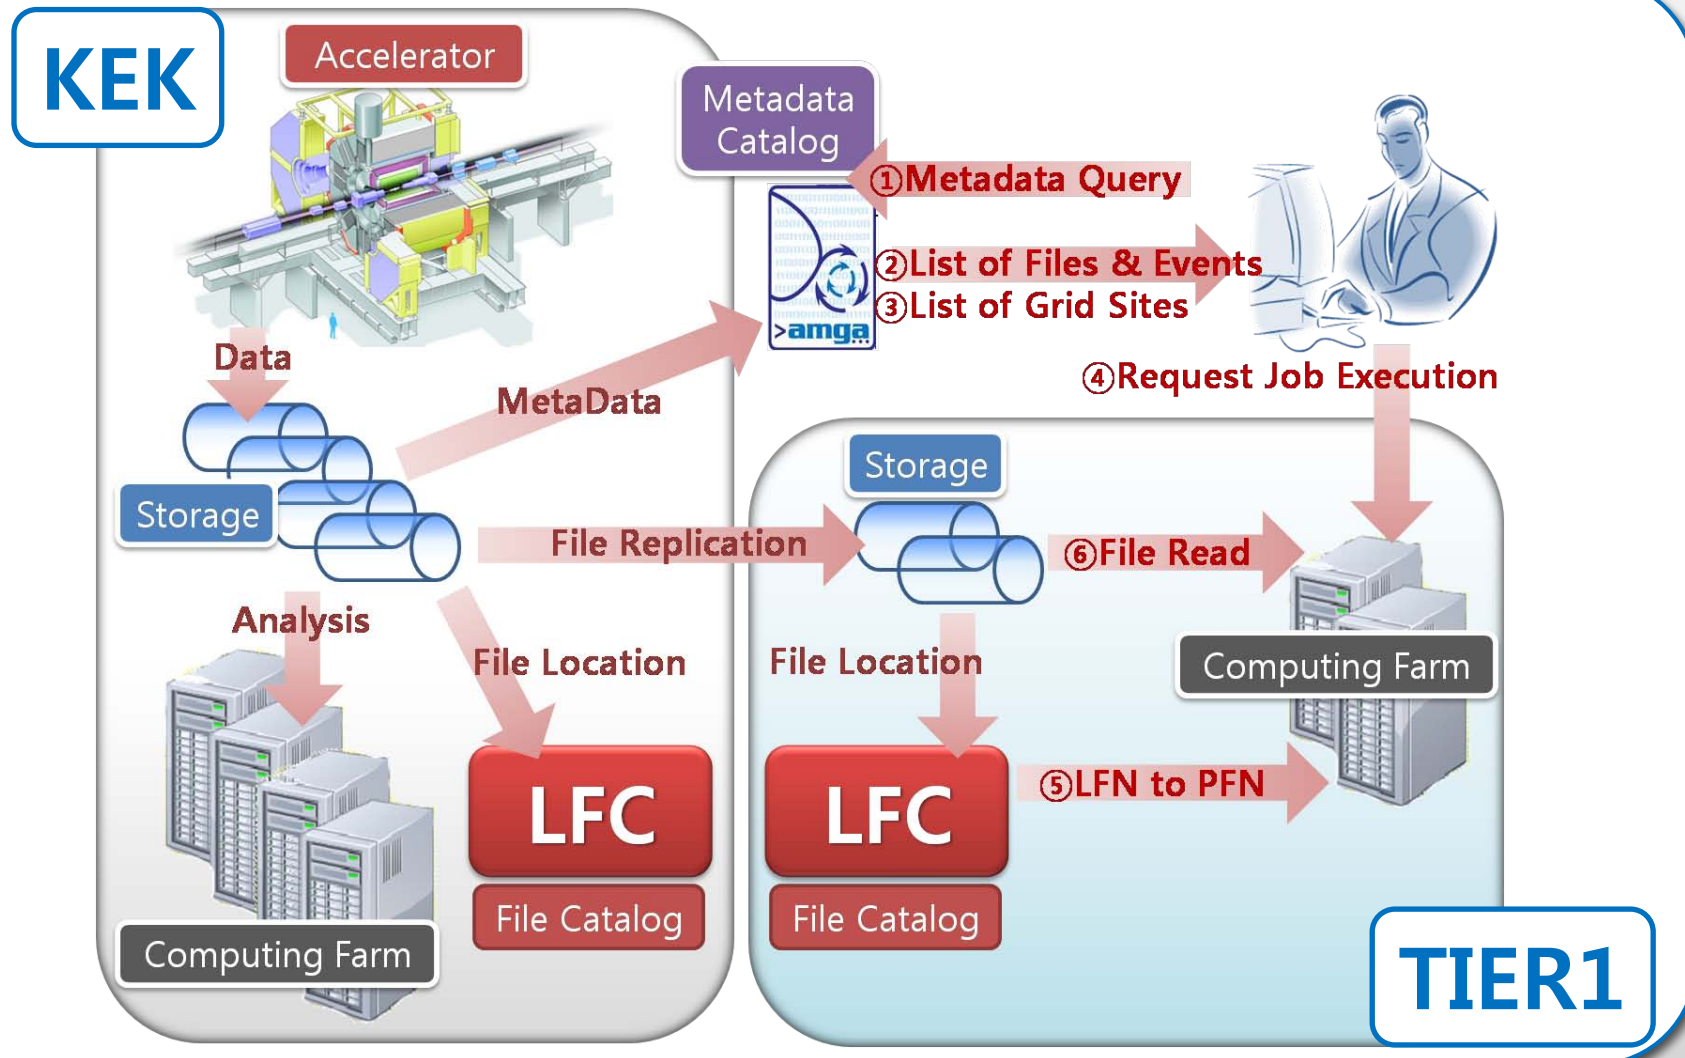 KEK
Accelerator
Metadata
Catalog
①Metadata Query
②List of Files & Events
③List of Grid Sites
>amga...
Data
MetaData
④Request Job Execution
Storage
Storage
File Replication
⑥File Read
Analysis
File Location
File Location
Computing Farm
LFC
LFC
⑤LFN to PFN
File Catalog
File Catalog
Computing Farm
TIER1